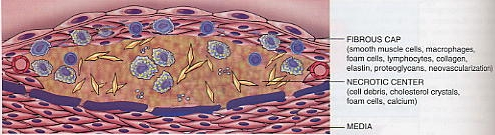 FIBROUS CAP
(smooth muscle cells, macrophages,
foam cells, lymphocytes, collagen,
elastin, proteoglycans, neovascularization)
NECROTIC CENTER
(cell debris, cholesterol crystals,
foam cells, calcium)
MEDIA